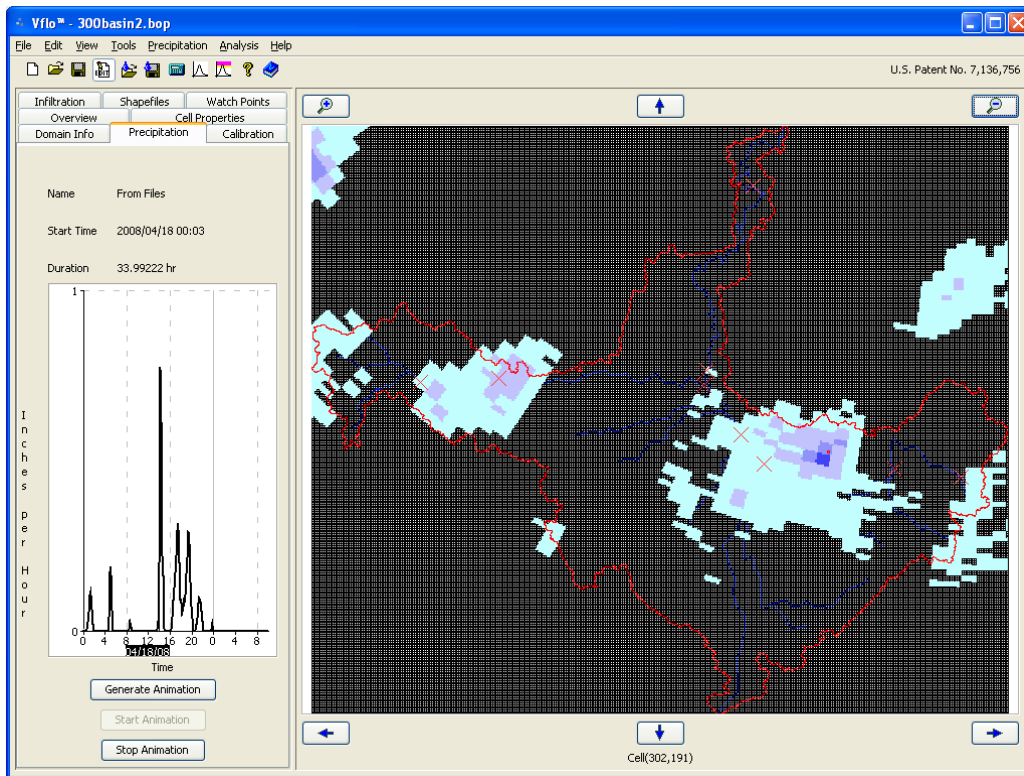 Vflo™ - 300basin2.bop
File Edit View Tools Precipitation Analysis Help
U.S. Patent No. 7,136,756
Infiltration Shapefiles Watch Points
Overview Cell Properties
Domain Info Precipitation Calibration
Name From Files
Start Time 2008/04/18 00:03
Duration 33.99222 hr
1
Inches per Hour
0
0 4 8 12 16 20 0 4 8
04/18/08
Time
Generate Animation
Start Animation
Stop Animation
Cell(302,191)